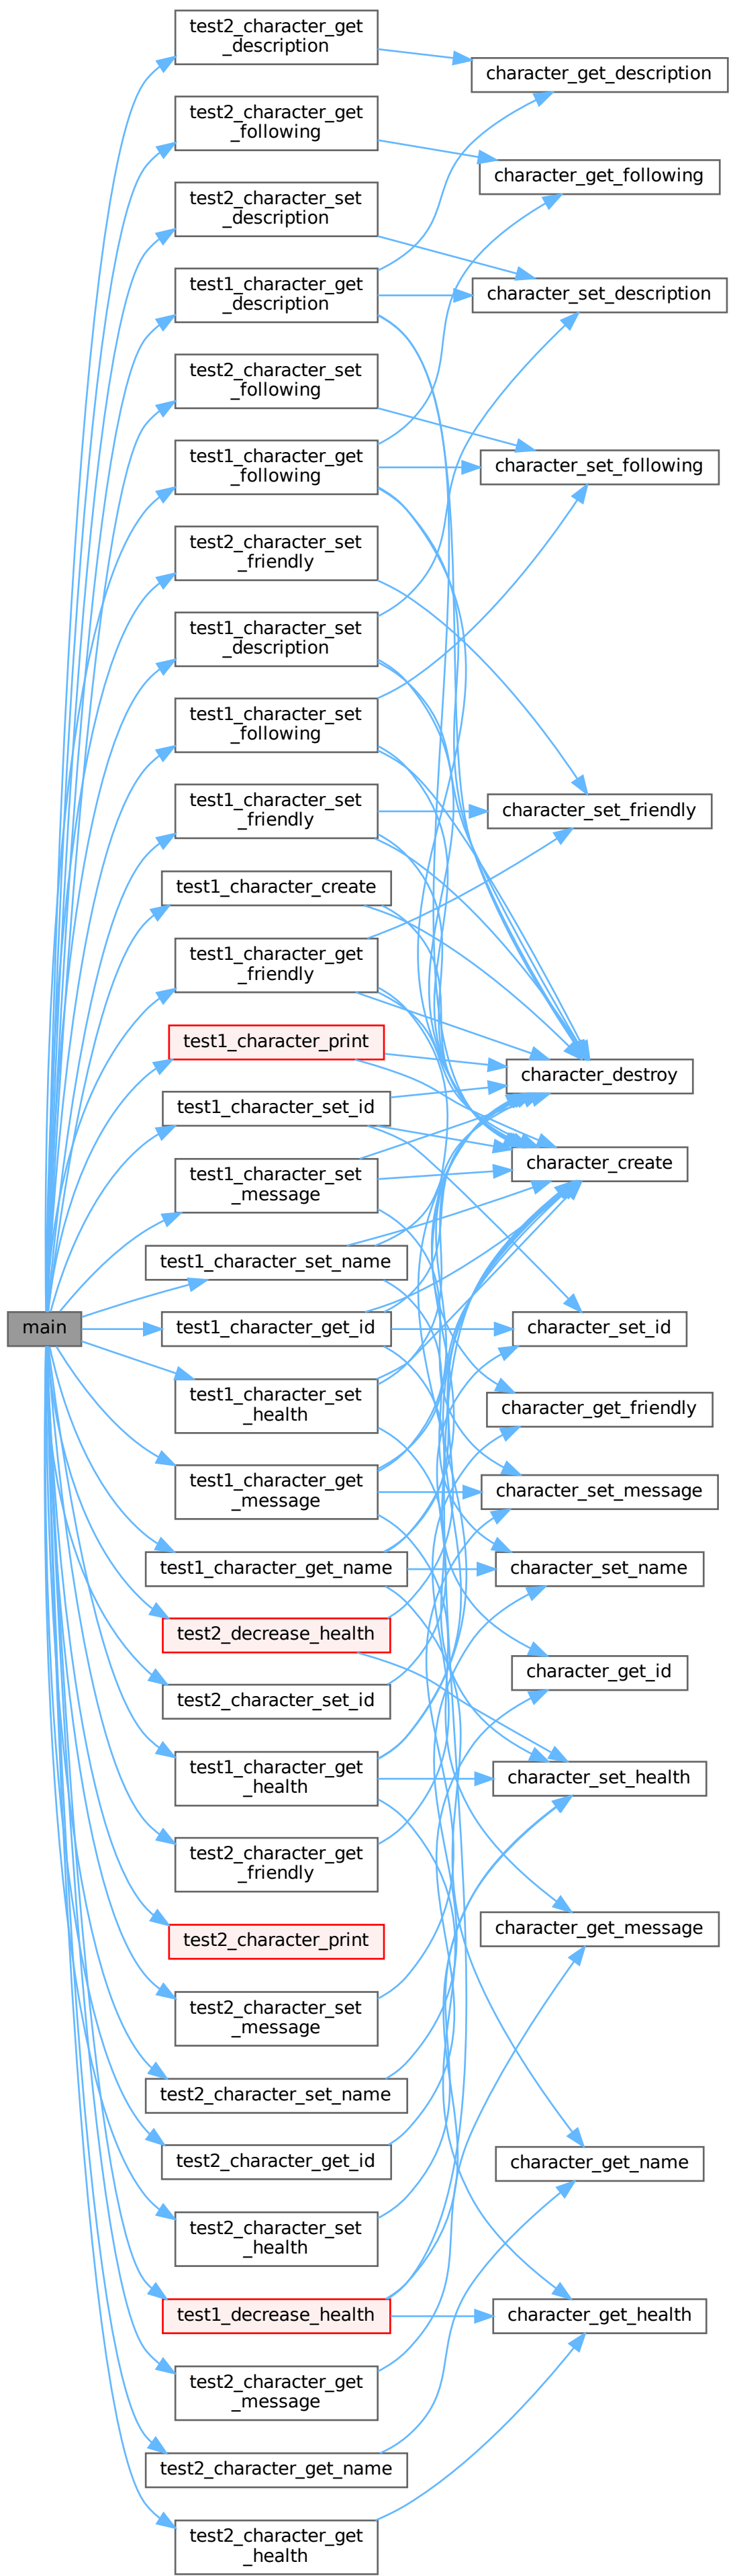 main
test2_character_get
_description
test2_character_get
_following
test2_character_set
_description
test1_character_get
_description
test2_character_set
_following
test1_character_get
_following
test2_character_set
_friendly
test1_character_set
_description
test1_character_set
_following
test1_character_set
_friendly
test1_character_create
test1_character_get
_friendly
test1_character_print
test1_character_set_id
test1_character_set
_message
test1_character_set_name
test1_character_get_id
test1_character_set
_health
test1_character_get
_message
test1_character_get_name
test2_decrease_health
test2_character_set_id
test1_character_get
_health
test2_character_get
_friendly
test2_character_print
test2_character_set
_message
test2_character_set_name
test2_character_get_id
test2_character_set
_health
test1_decrease_health
test2_character_get
_message
test2_character_get_name
test2_character_get
_health
character_get_description
character_get_following
character_set_description
character_set_following
character_set_friendly
character_destroy
character_create
character_set_id
character_get_friendly
character_set_message
character_set_name
character_get_id
character_set_health
character_get_message
character_get_name
character_get_health